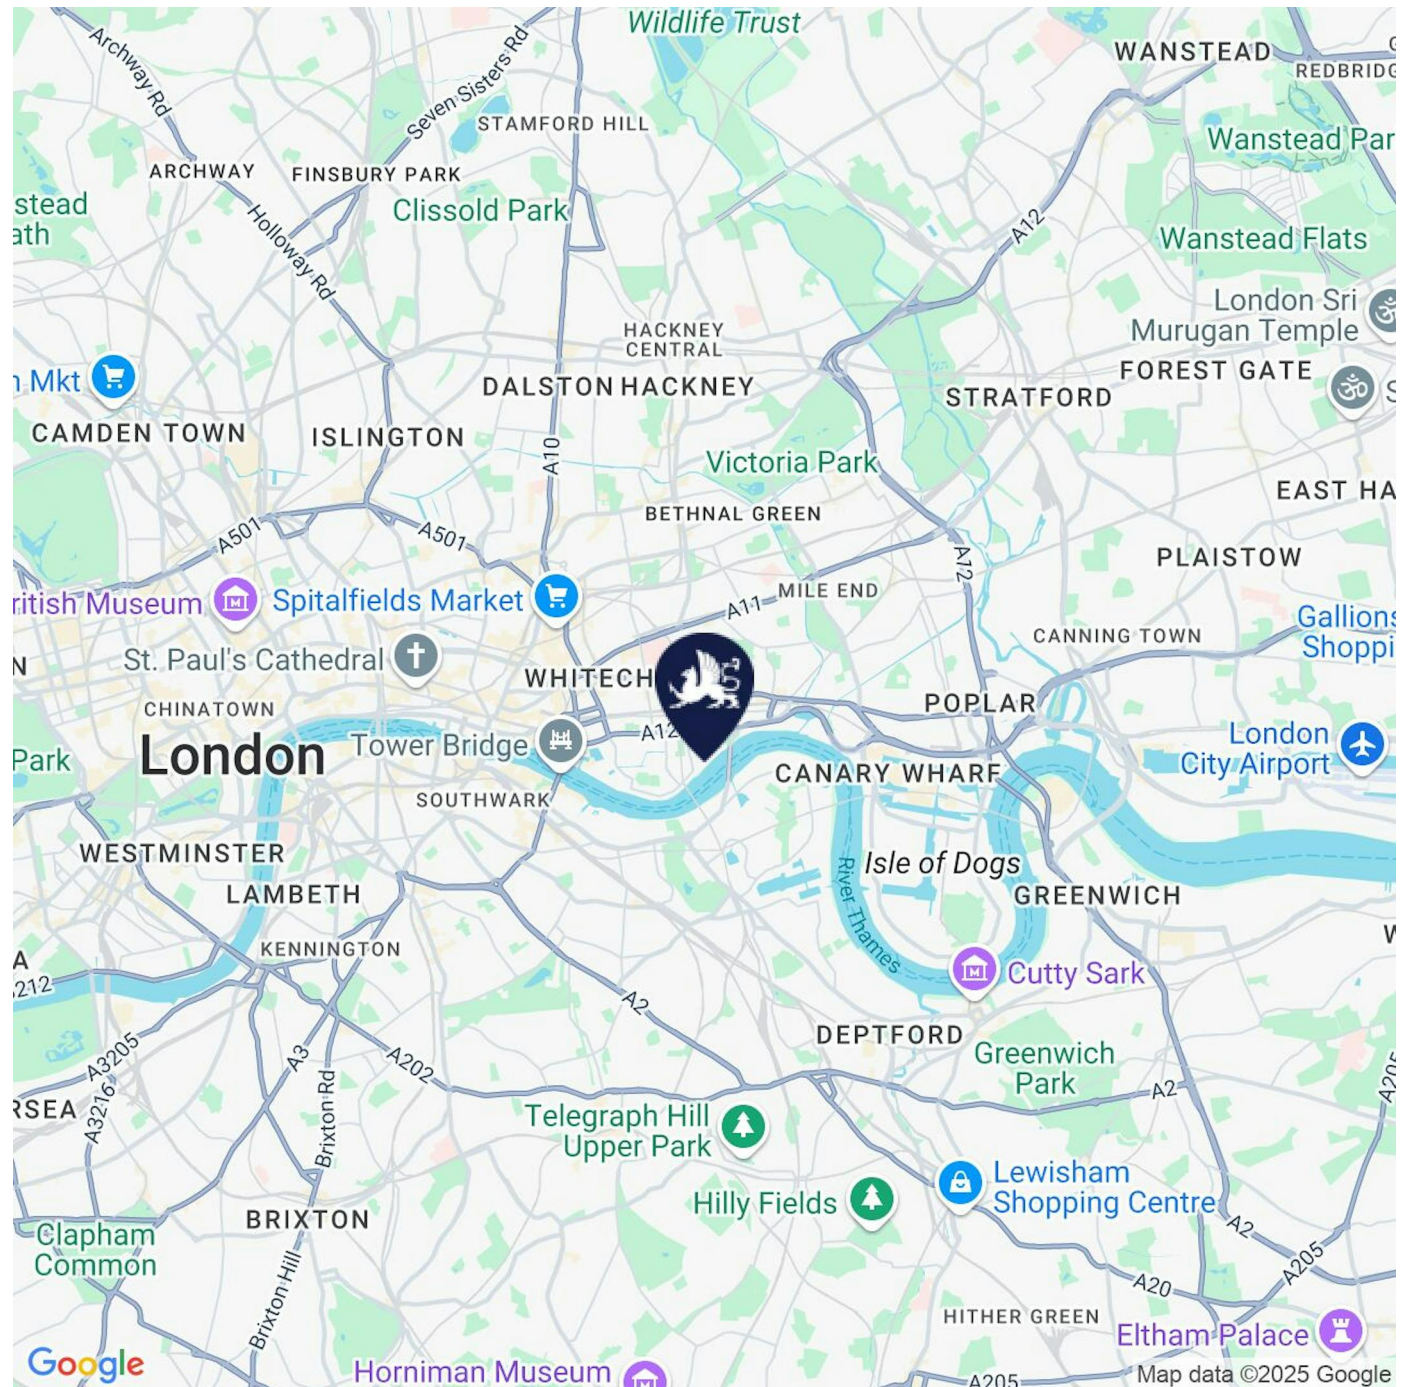 Wildlife Trust
WANSTEAD
REDBRIDG
Archway Rd
Seven Sisters Rd
STAMFORD HILL
Wanstead Par
ARCHWAY
FINSBURY PARK
stead
ath
Clissold Park
Holloway Rd
A12
Wanstead Flats
London Sri
Murugan Temple
HACKNEY
CENTRAL
n Mkt
DALSTON
HACKNEY
FOREST GATE
STRATFORD
S
CAMDEN TOWN
ISLINGTON
A10
Victoria Park
EAST HA
BETHNAL GREEN
A501
A501
A12
PLAISTOW
ritish Museum
Spitalfields Market
A11
MILE END
Gallions
Shoppi
CANNING TOWN
St. Paul's Cathedral
N
WHITECH
CHINATOWN
POPLAR
London
Tower Bridge
A12
Park
London
City Airport
CANARY WHARF
SOUTHWARK
WESTMINSTER
Isle of Dogs
LAMBETH
River Thames
GREENWICH
KENNINGTON
W
A
3212
Cutty Sark
A2
DEPTFORD
A3205
A3
A202
Greenwich
Park
A2
A205
RSEA
A3216
Brixton Rd
Telegraph Hill
Upper Park
Lewisham
Shopping Centre
Hilly Fields
BRIXTON
Clapham
Common
A2
A205
A20
Brixton Hill
HITHER GREEN
Eltham Palace
Google
Horniman Museum
A205
Map data ©2025 Google